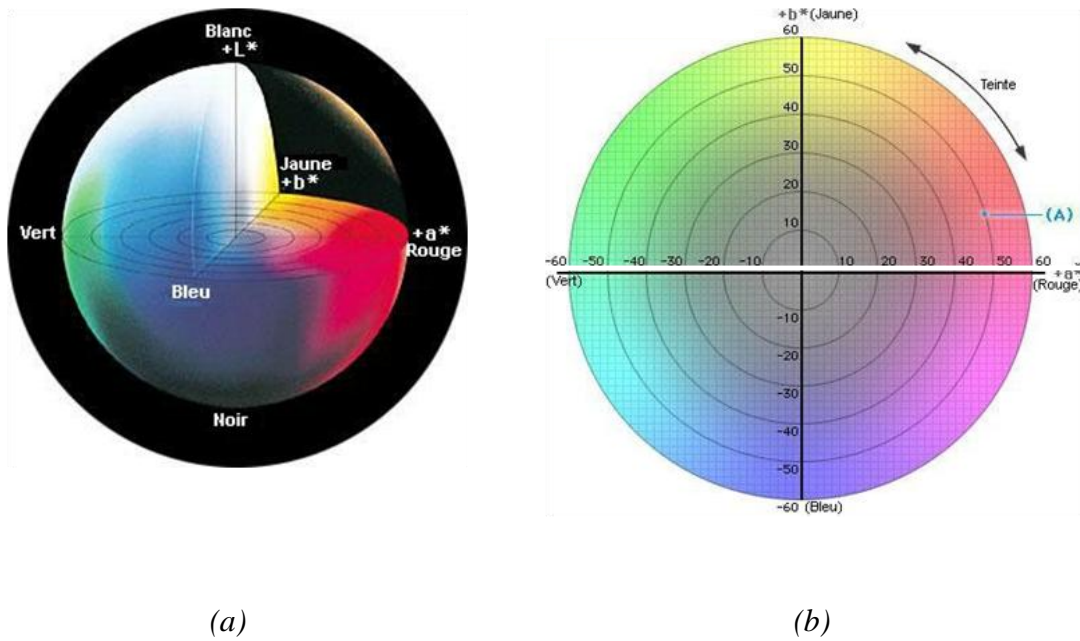 Blanc
+L*
Jaune
+b*
Vert
+a*
Rouge
Bleu
Noir
+b*(Jaune)
60
50
40
30
20
10
Teinte
(A)
-60 -50 -40 -30 -20 -10 10 20 30 40 50 60
(Vert)
+a*
(Rouge)
-10
-20
-30
-40
-50
-60 (Bleu)
(a) (b)